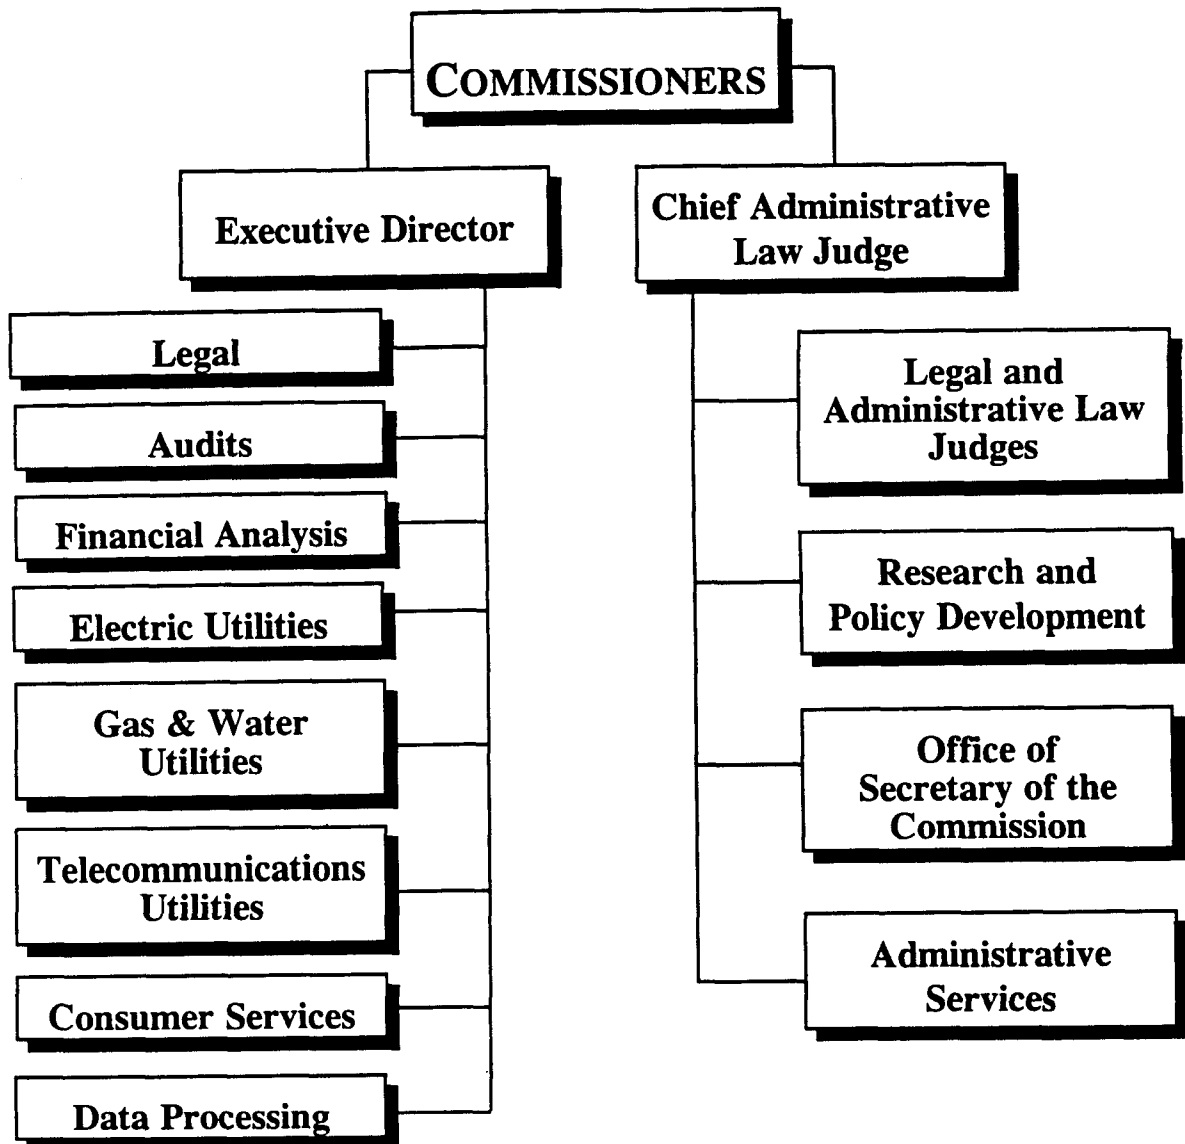 COMMISSIONERS
Executive Director
Chief Administrative
Law Judge
Legal
Audits
Financial Analysis
Electric Utilities
Gas & Water
Utilities
Telecommunications
Utilities
Consumer Services
Data Processing
Legal and
Administrative Law
Judges
Research and
Policy Development
Office of
Secretary of the
Commission
Administrative
Services